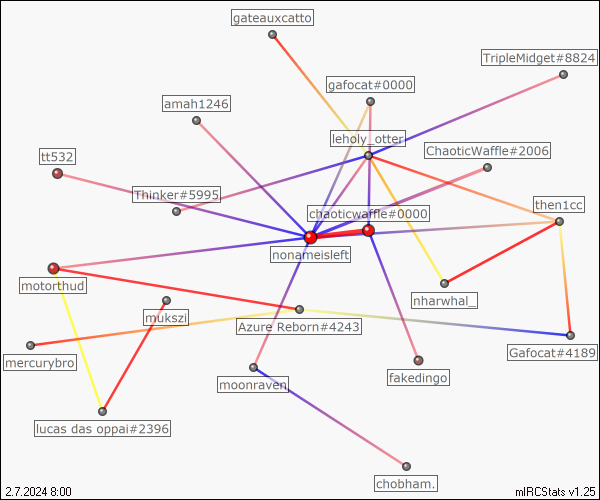 gateauxcatto
TripleMidget#8824
gafocat#0000
amah1246
leholy_otter
ChaoticWaffle#2006
tt532
Thinker#5995
then1cc
chaoticwaffle#0000
nonameisleft
motorthud
nharwhal_
mukszi
Azure Reborn#4243
Gafocat#4189
mercurybro
moonraven
fakedingo
lucas das oppai#2396
chobham.
2.7.2024 8:00
mIRCStats v1.25